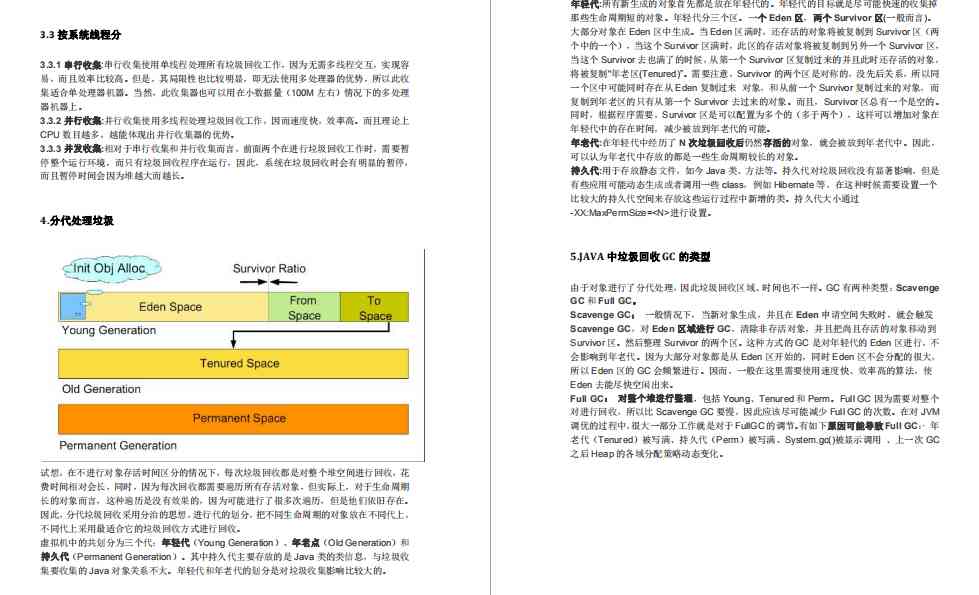 3.3 按系统线程分
3.3.1 串行收集:串行收集使用单线程处理所有垃圾回收工作，因为无需多线程交互，实现容
易，而且效率比较高。但是，其局限性也比较明显，即无法使用多处理器的优势，所以此收
集适合单处理器机器。当然，此收集器也可以用在小数据量（100M 左右）情况下的多处理
器机器上。
3.3.2 并行收集:并行收集使用多线程处理垃圾回收工作，因而速度快，效率高。而且理论上
CPU 数目越多，越能体现出并行收集器的优势。
3.3.3 并发收集:相对于串行收集和并行收集而言，前面两个在进行垃圾回收工作时，需要暂
停整个运行环境，而只有垃圾回收程序在运行，因此，系统在垃圾回收时会有明显的暂停，
而且暂停时间会因为堆越大而越长。
4.分代处理垃圾
Init Obj Alloc
Survivor Ratio
Eden Space
From Space
To Space
Young Generation
Tenured Space
Old Generation
Permanent Space
Permanent Generation
试想，在不进行对象存活时间区分的情况下，每次垃圾回收都是对整个堆空间进行回收，花
费时间相对会长，同时，因为每次回收都需要遍历所有存活对象，但实际上，对于生命周期
长的对象而言，这种遍历是没有效果的，因为可能进行了很多次遍历，但是他们依旧存在。
因此，分代垃圾回收采用分治的思想，进行代的划分，把不同生命周期的对象放在不同代上，
不同代上采用最适合它的垃圾回收方式进行回收。
虚拟机中的共划分为三个代：年轻代（Young Generation）、年老点（Old Generation）和
持久代（Permanent Generation）。其中持久代主要存放的是 Java 类的类信息，与垃圾收
集要收集的 Java 对象关系不大。年轻代和年老代的划分是对垃圾收集影响比较大的。
年轻代:所有新生成的对象首先都是放在年轻代的。年轻代的目标就是尽可能快速的收集掉
那些生命周期短的对象。年轻代分三个区。一个 Eden 区，两个 Survivor 区(一般而言)。
大部分对象在 Eden 区中生成。当 Eden 区满时，还存活的对象将被复制到 Survivor 区（两
个中的一个），当这个 Survivor 区满时，此区的存活对象将被复制到另外一个 Survivor 区，
当这个 Survivor 去也满了的时候，从第一个 Survivor 区复制过来的并且此时还存活的对象，
将被复制“年老区(Tenured)”。需要注意，Survivor 的两个区是对称的，没先后关系，所以同
一个区中可能同时存在从 Eden 复制过来 对象，和从前一个 Survivor 复制过来的对象，而
复制到年老区的只有从第一个 Survivor 去过来的对象。而且，Survivor 区总有一个是空的。
同时，根据程序需要，Survivor 区是可以配置为多个的（多于两个），这样可以增加对象在
年轻代中的存在时间，减少被放到年老代的可能。
年老代:在年轻代中经历了 N 次垃圾回收后仍然存活的对象，就会被放到年老代中。因此，
可以认为年老代中存放的都是一些生命周期较长的对象。
持久代:用于存放静态文件，如今 Java 类、方法等。持久代对垃圾回收没有显著影响，但是
有些应用可能动态生成或者调用一些 class，例如 Hibernate 等，在这种时候需要设置一个
比较大的持久代空间来存放这些运行过程中新增的类。持久代大小通过
-XX:MaxPermSize=<N>进行设置。
5.JAVA 中垃圾回收 GC 的类型
由于对象进行了分代处理，因此垃圾回收区域、时间也不一样。GC 有两种类型，Scavenge
GC 和 Full GC。
Scavenge GC： 一般情况下，当新对象生成，并且在 Eden 申请空间失败时，就会触发
Scavenge GC，对 Eden 区域进行 GC，清除非存活对象，并且把尚且存活的对象移动到
Survivor 区。然后整理 Survivor 的两个区。这种方式的 GC 是对年轻代的 Eden 区进行，不
会影响到年老代。因为大部分对象都是从 Eden 区开始的，同时 Eden 区不会分配的很大，
所以 Eden 区的 GC 会频繁进行。因而，一般在这里需要使用速度快、效率高的算法，使
Eden 去能尽快空闲出来。
Full GC： 对整个堆进行整理，包括 Young、Tenured 和 Perm。Full GC 因为需要对整个
对进行回收，所以比 Scavenge GC 要慢，因此应该尽可能减少 Full GC 的次数。在对 JVM
调优的过程中，很大一部分工作就是对于 FullGC 的调节。有如下原因可能导致 Full GC：年
老代（Tenured）被写满、持久代（Perm）被写满、System.gc()被显示调用 、上一次 GC
之后 Heap 的各域分配策略动态变化。